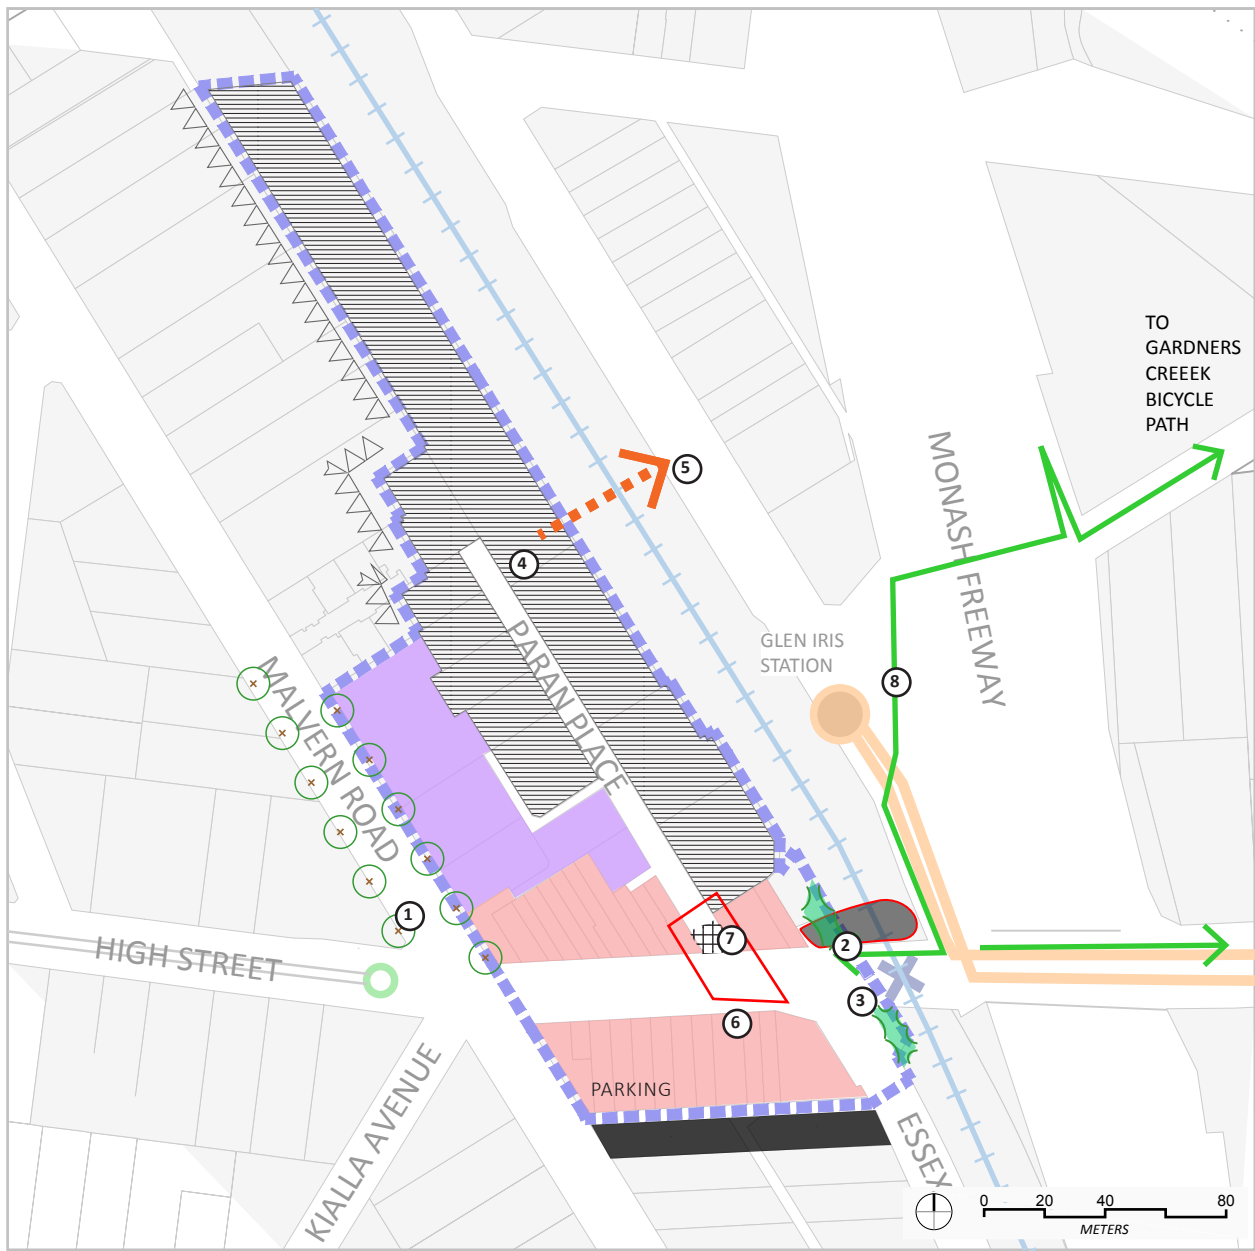 TO
GARDNERS
CREEEK
BICYCLE
PATH
MONASH FREEWAY
5
4
PARAN PLACE
GLEN IRIS
STATION
8
MALVERN ROAD
1
HIGH STREET
7
2
3
6
PARKING
KIALLA AVENUE
ESSEX
0 20 40 80
METERS